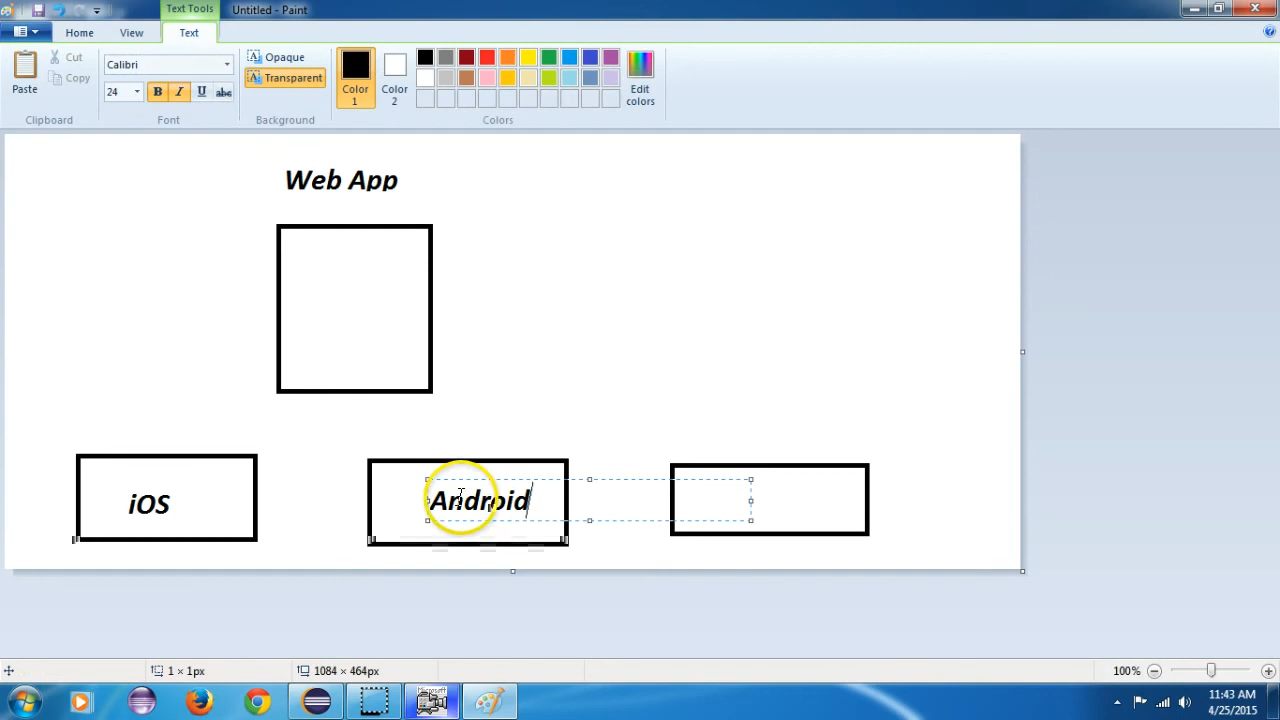 Text Tools
Untitled - Paint
Home
View
Text
Paste
Cut
Copy
Clipboard
Calibri
24
B I U abc
Font
Opaque
Transparent
Background
Color
1
Color
2
Edit
colors
Colors
Web App
iOS
Android
1 × 1px
1084 × 464px
100%
Microsoft
11:43 AM
4/25/2015